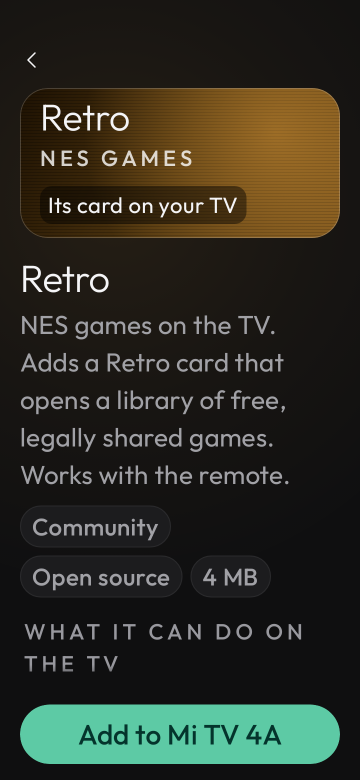 Retro
NES GAMES
Its card on your TV
Retro
NES games on the TV.
Adds a Retro card that
opens a library of free,
legally shared games.
Works with the remote.
Community
Open source
4 MB
WHAT IT CAN DO ON
THE TV
Add to Mi TV 4A